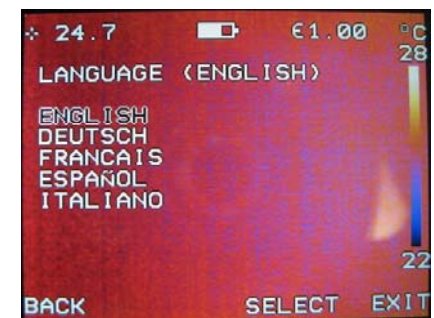 24.7 €1.00 °C
28
LANGUAGE (ENGLISH)
ENGLISH
DEUTSCH
FRANCAIS
ESPAÑOL
ITALIANO
22
BACK SELECT EXIT